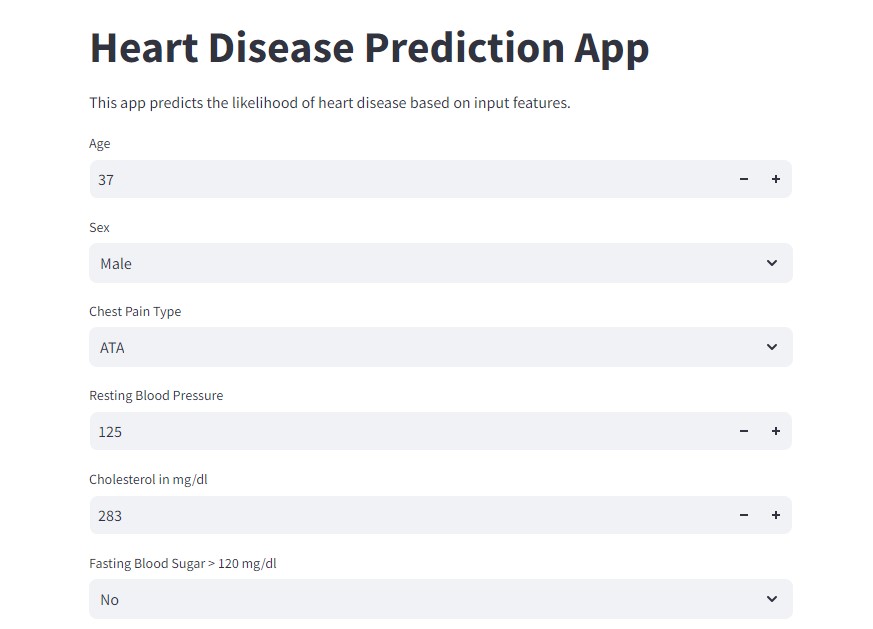 Heart Disease Prediction App
This app predicts the likelihood of heart disease based on input features.
Age
37
Sex
Male
Chest Pain Type
ATA
Resting Blood Pressure
125
Cholesterol in mg/dl
283
Fasting Blood Sugar > 120 mg/dl
No